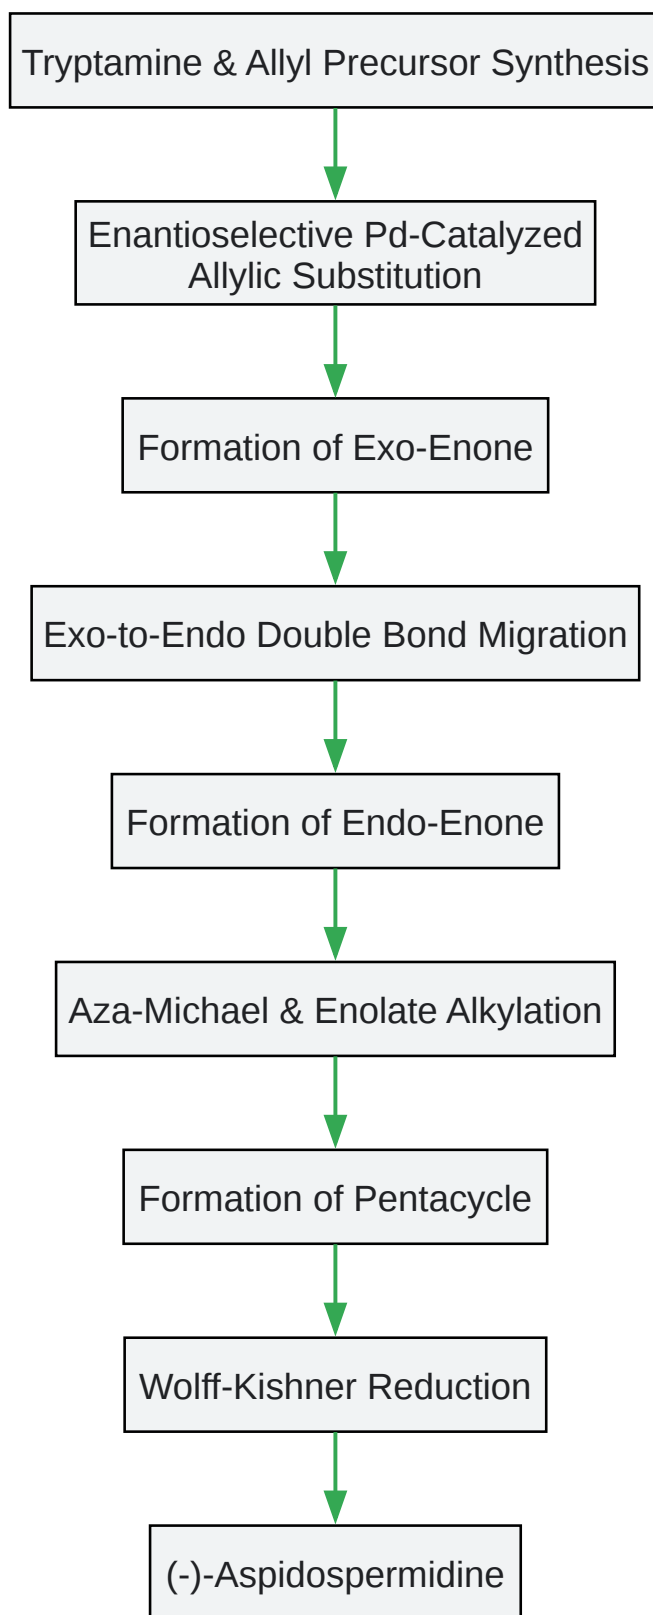 Tryptamine & Allyl Precursor Synthesis
Enantioselective Pd-Catalyzed
Allylic Substitution
Formation of Exo-Enone
Exo-to-Endo Double Bond Migration
Formation of Endo-Enone
Aza-Michael & Enolate Alkylation
Formation of Pentacycle
Wolff-Kishner Reduction
(-)-Aspidospermidine